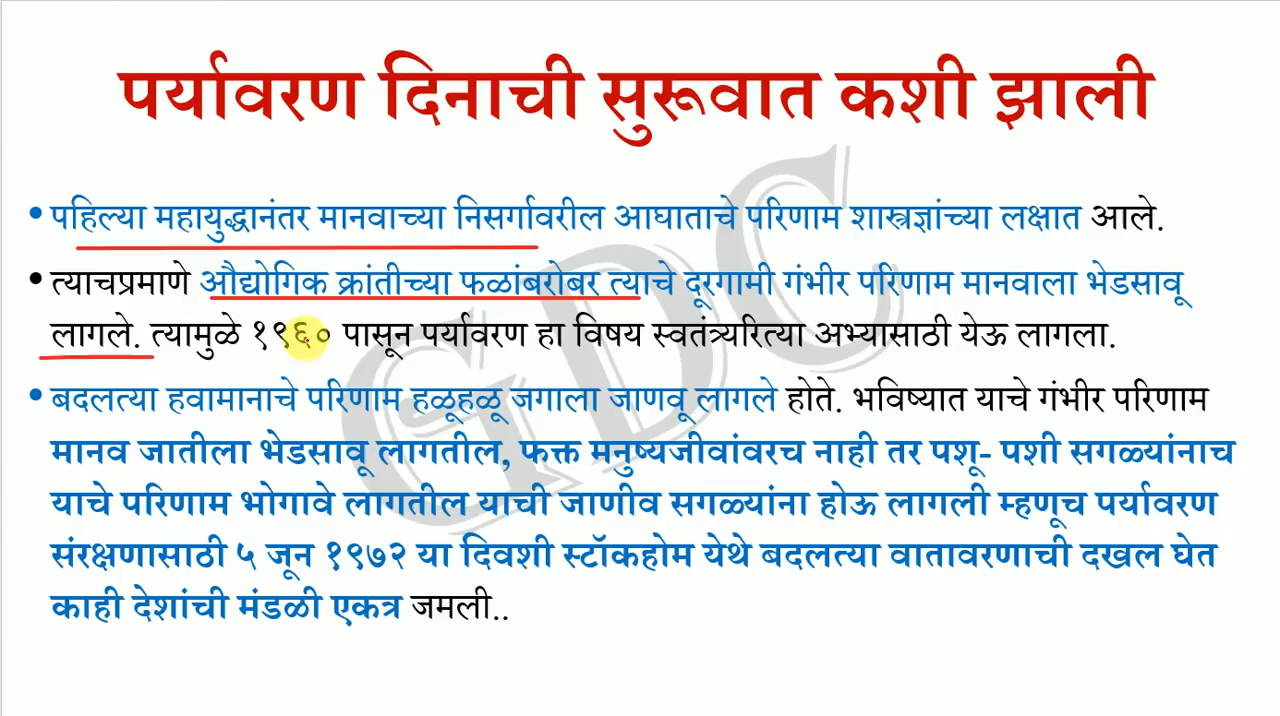 पर्यावरण दिनाची सुरूवात कशी झाली
• पहिल्या महायुद्धानंतर मानवाच्या निसर्गावरील आघाताचे परिणाम शास्त्रज्ञांच्या लक्षात आले.
• त्याचप्रमाणे औद्योगिक क्रांतीच्या फळांबरोबर त्याचे दूरगामी गंभीर परिणाम मानवाला भेडसावू
लागले. त्यामुळे १९६० पासून पर्यावरण हा विषय स्वतंत्र्यरित्या अभ्यासाठी येऊ लागला.
• बदलत्या हवामानाचे परिणाम हळूहळू जगाला जाणवू लागले होते. भविष्यात याचे गंभीर परिणाम
मानव जातीला भेडसावू लागतील, फक्त मनुष्यजीवांवरच नाही तर पशू- पशी सगळ्यांनाच
याचे परिणाम भोगावे लागतील याची जाणीव सगळ्यांना होऊ लागली म्हणूच पर्यावरण
संरक्षणासाठी ५ जून १९७२ या दिवशी स्टॉकहोम येथे बदलत्या वातावरणाची दखल घेत
काही देशांची मंडळी एकत्र जमली..
GDC